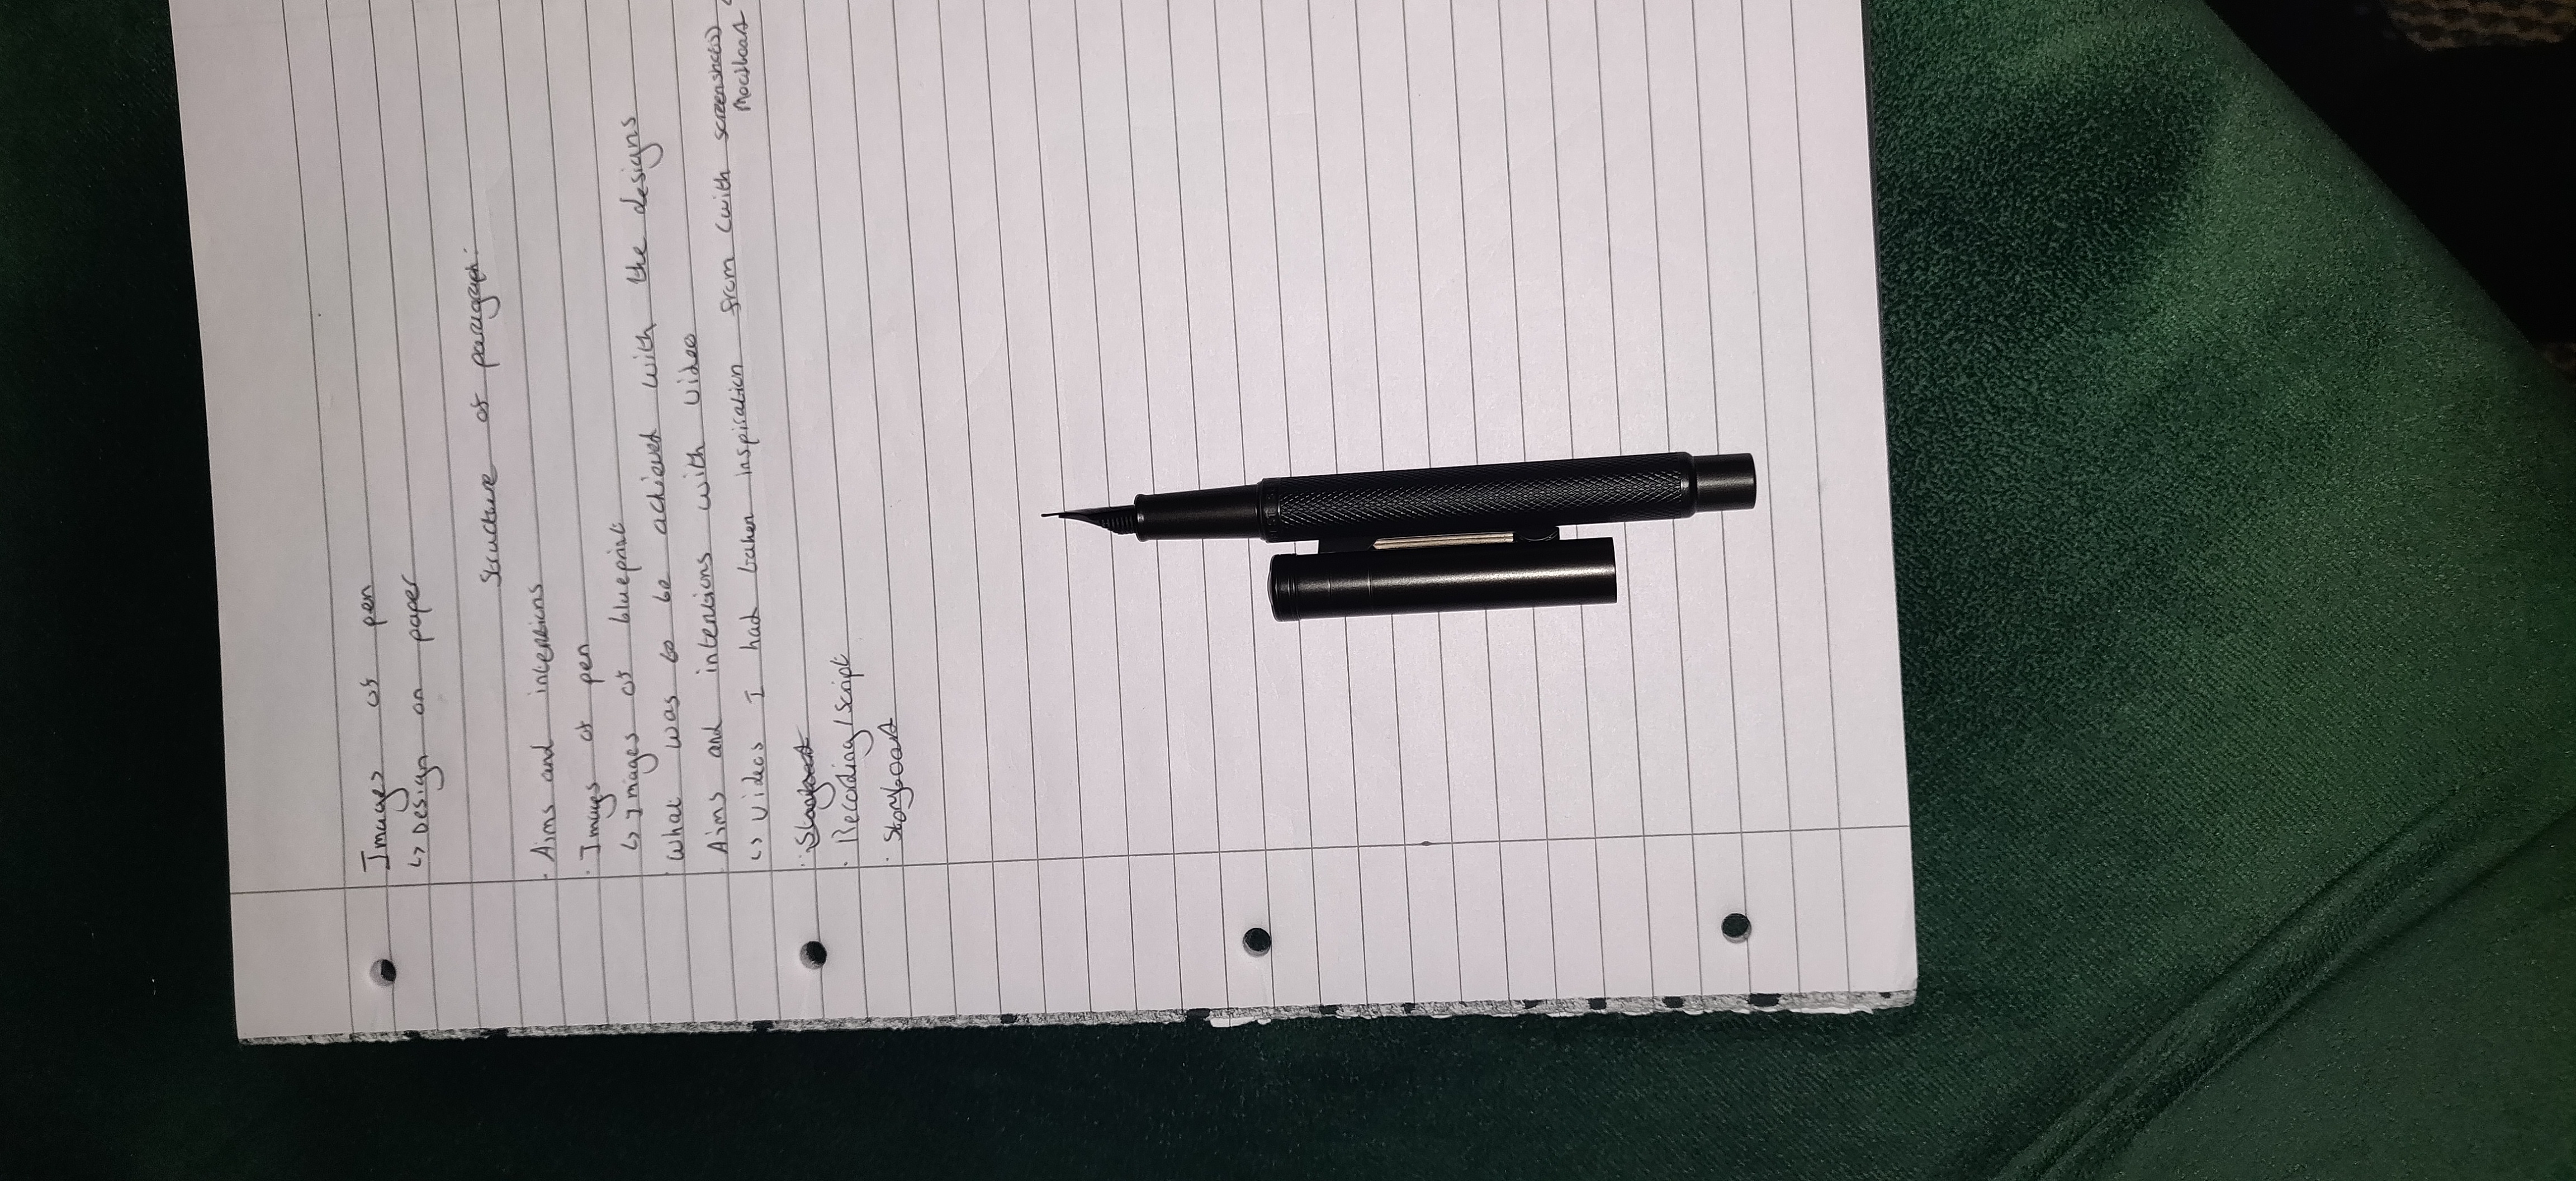 Images of pen
↳ Design on paper
Structure of paragraph:
· Aims and intentions
· Images of pen
↳ Images of blueprint
What was to be achieved with the designs
Aims and intentions with video
↳ Videos I had taken inspiration from (with screenshots)
Moodboard
· Storyboard
· Recording / Script
· Storyboard